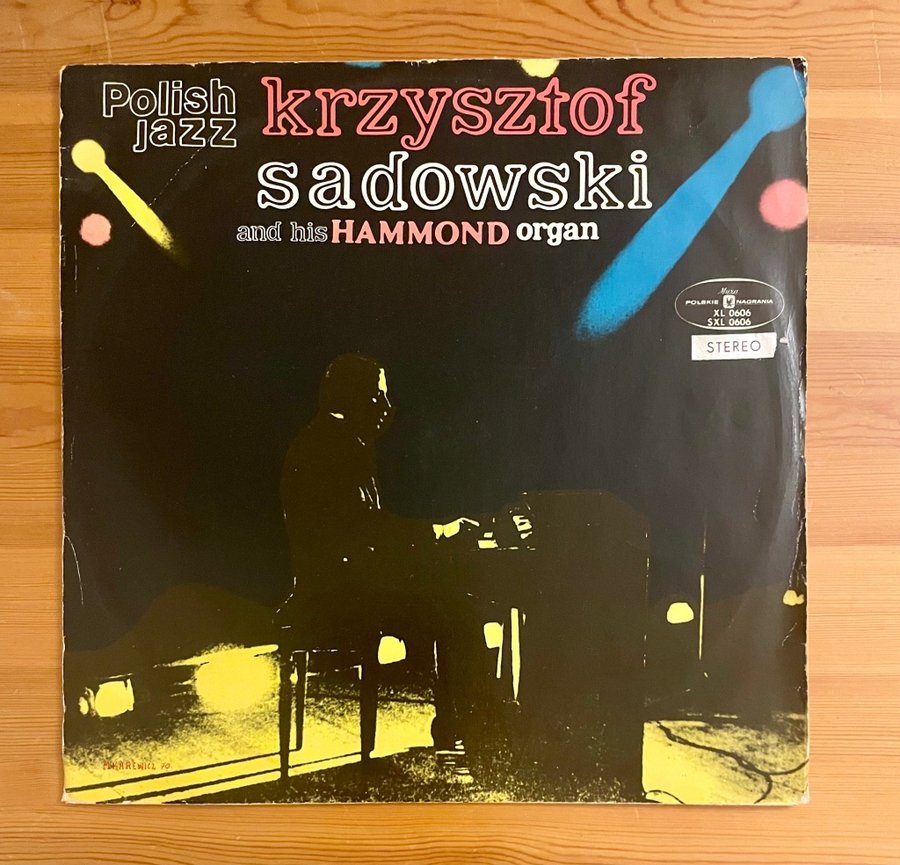 Polish
jazz
krzysztof
sadowski
and his HAMMOND organ
Muza
POLSKIE NAGRANIA
XL 0606
SXL 0606
STEREO